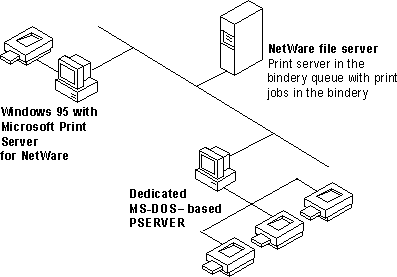 NetWare file server
Print server in the
bindery queue with print
jobs in the bindery
Windows 95 with
Microsoft Print
Server
for NetWare
Dedicated
MS-DOS–based
PSERVER